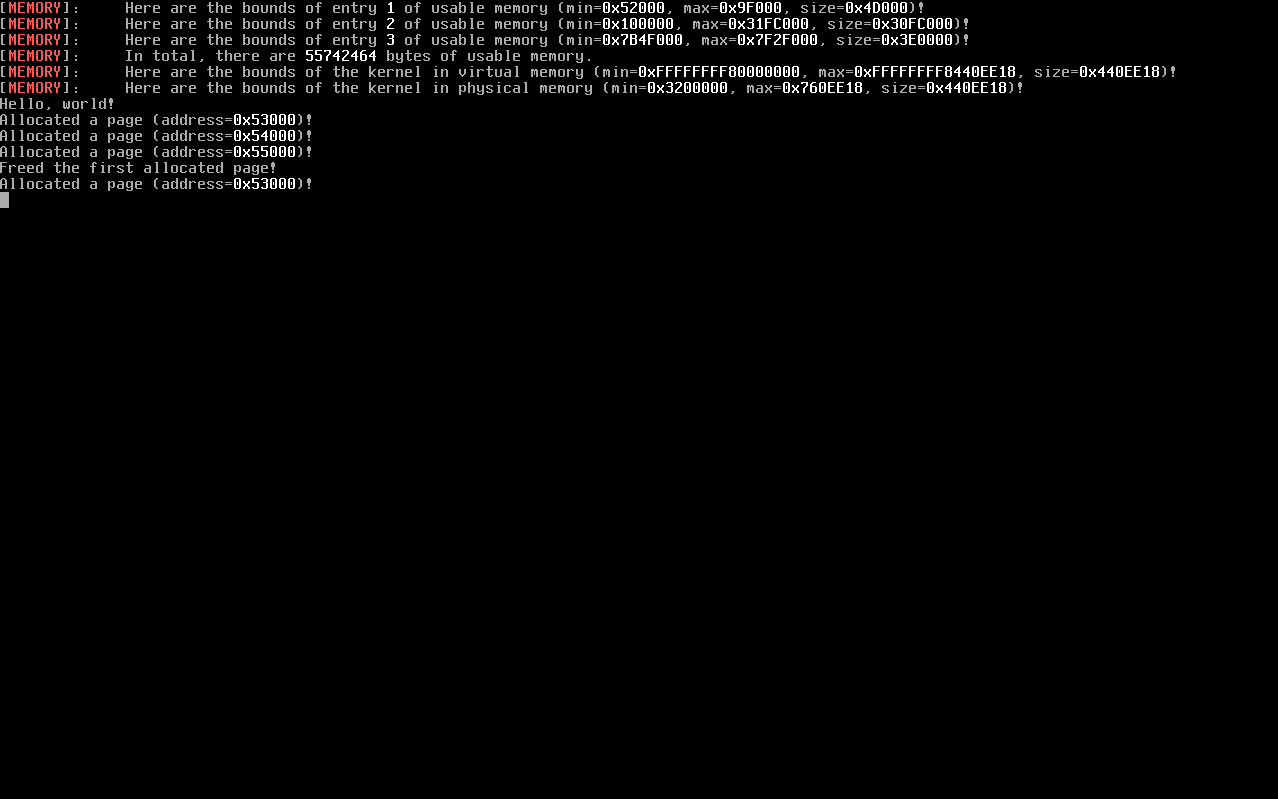 [MEMORY]: Here are the bounds of entry 1 of usable memory (min=0x52000, max=0x9F000, size=0x4D000)!
[MEMORY]: Here are the bounds of entry 2 of usable memory (min=0x100000, max=0x31FC000, size=0x30FC000)!
[MEMORY]: Here are the bounds of entry 3 of usable memory (min=0x7B4F000, max=0x7F2F000, size=0x3E0000)!
[MEMORY]: In total, there are 55742464 bytes of usable memory.
[MEMORY]: Here are the bounds of the kernel in virtual memory (min=0xFFFFFFFF80000000, max=0xFFFFFFFF8440EE18, size=0x440EE18)!
[MEMORY]: Here are the bounds of the kernel in physical memory (min=0x3200000, max=0x760EE18, size=0x440EE18)!
Hello, world!
Allocated a page (address=0x53000)!
Allocated a page (address=0x54000)!
Allocated a page (address=0x55000)!
Freed the first allocated page!
Allocated a page (address=0x53000)!